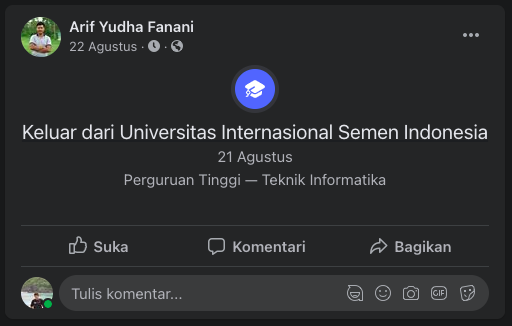 Arif Yudha Fanani
22 Agustus · ·
Keluar dari Universitas Internasional Semen Indonesia
21 Agustus
Perguruan Tinggi — Teknik Informatika
Suka Komentari Bagikan
Tulis komentar... GIF